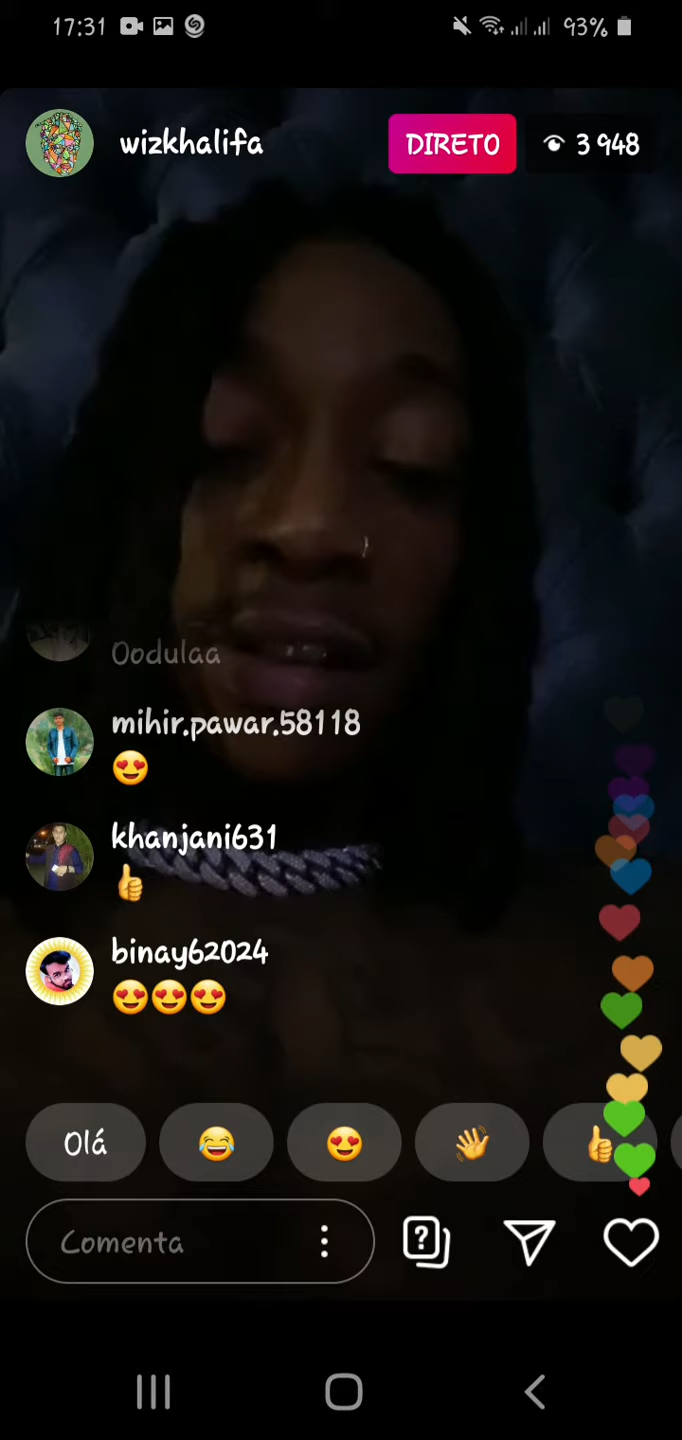 17:31
93%
wizkhalifa
DIRETO
3 948
Oodulaa
mihir.pawar.58118
😍
khanjani631
👍
binay62024
😍😍😍
Olá 😂 😍 👋 👍
Comenta